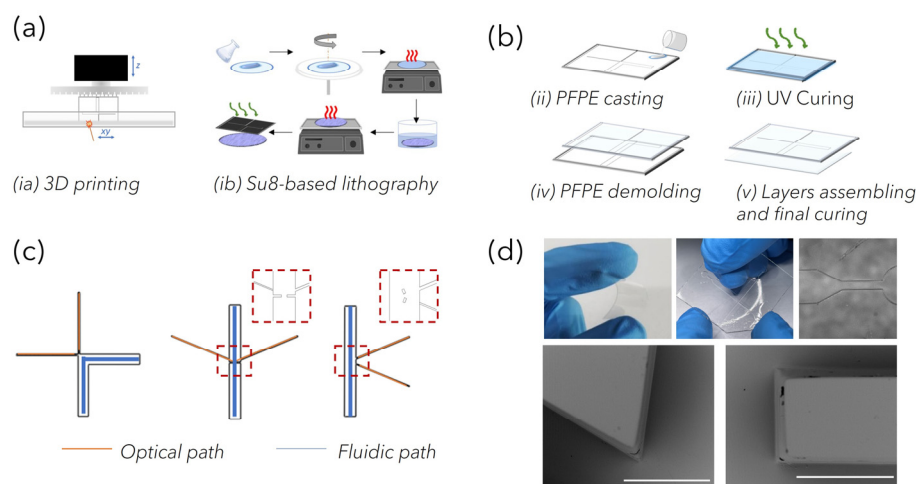 (a)
z
xy
(ia) 3D printing
(ib) Su8-based lithography
(b)
(ii) PFPE casting
(iii) UV Curing
(iv) PFPE demolding
(v) Layers assembling
and final curing
(c)
Optical path
Fluidic path
(d)